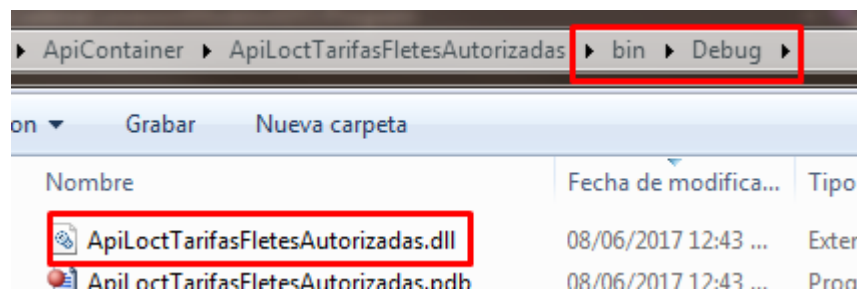 ApiContainer ApiLoctTarifasFletesAutorizadas bin Debug
on Grabar Nueva carpeta
Nombre Fecha de modifica... Tipo
ApiLoctTarifasFletesAutorizadas.dll 08/06/2017 12:43 ... Exter
ApiLoctTarifasFletesAutorizadas.pdb 08/06/2017 12:43 ... Prog